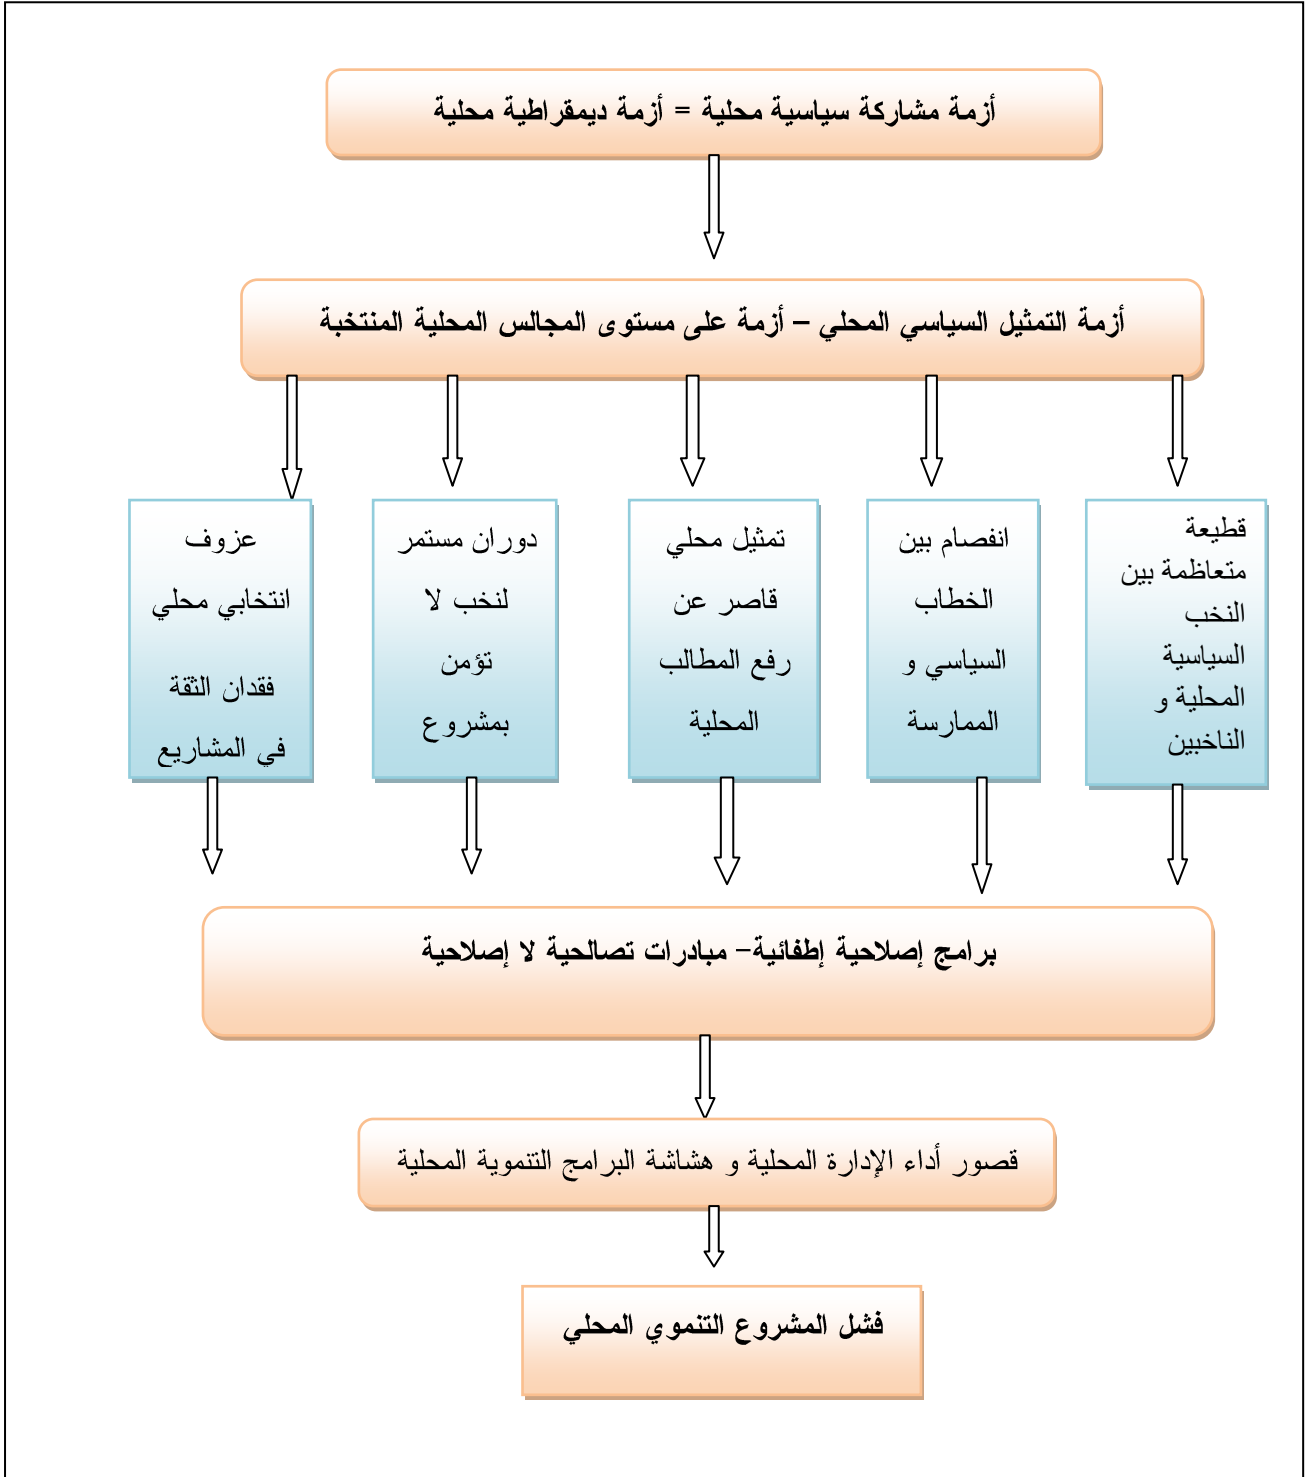 أزمة مشاركة سياسية محلية = أزمة ديمقراطية محلية
أزمة التمثيل السياسي المحلي – أزمة على مستوى المجالس المحلية المنتخبة
قطيعة
متعاظمة بين
النخب
السياسية
المحلية و
الناخبين
انفصام بين
الخطاب
السياسي و
الممارسة
تمثيل محلي
قاصر عن
رفع المطالب
المحلية
دوران مستمر
لنخب لا
تؤمن
بمشروع
عزوف
انتخابي محلي
فقدان الثقة
في المشاريع
برامج إصلاحية إطفائية– مبادرات تصالحية لا إصلاحية
قصور أداء الإدارة المحلية و هشاشة البرامج التنموية المحلية
فشل المشروع التنموي المحلي